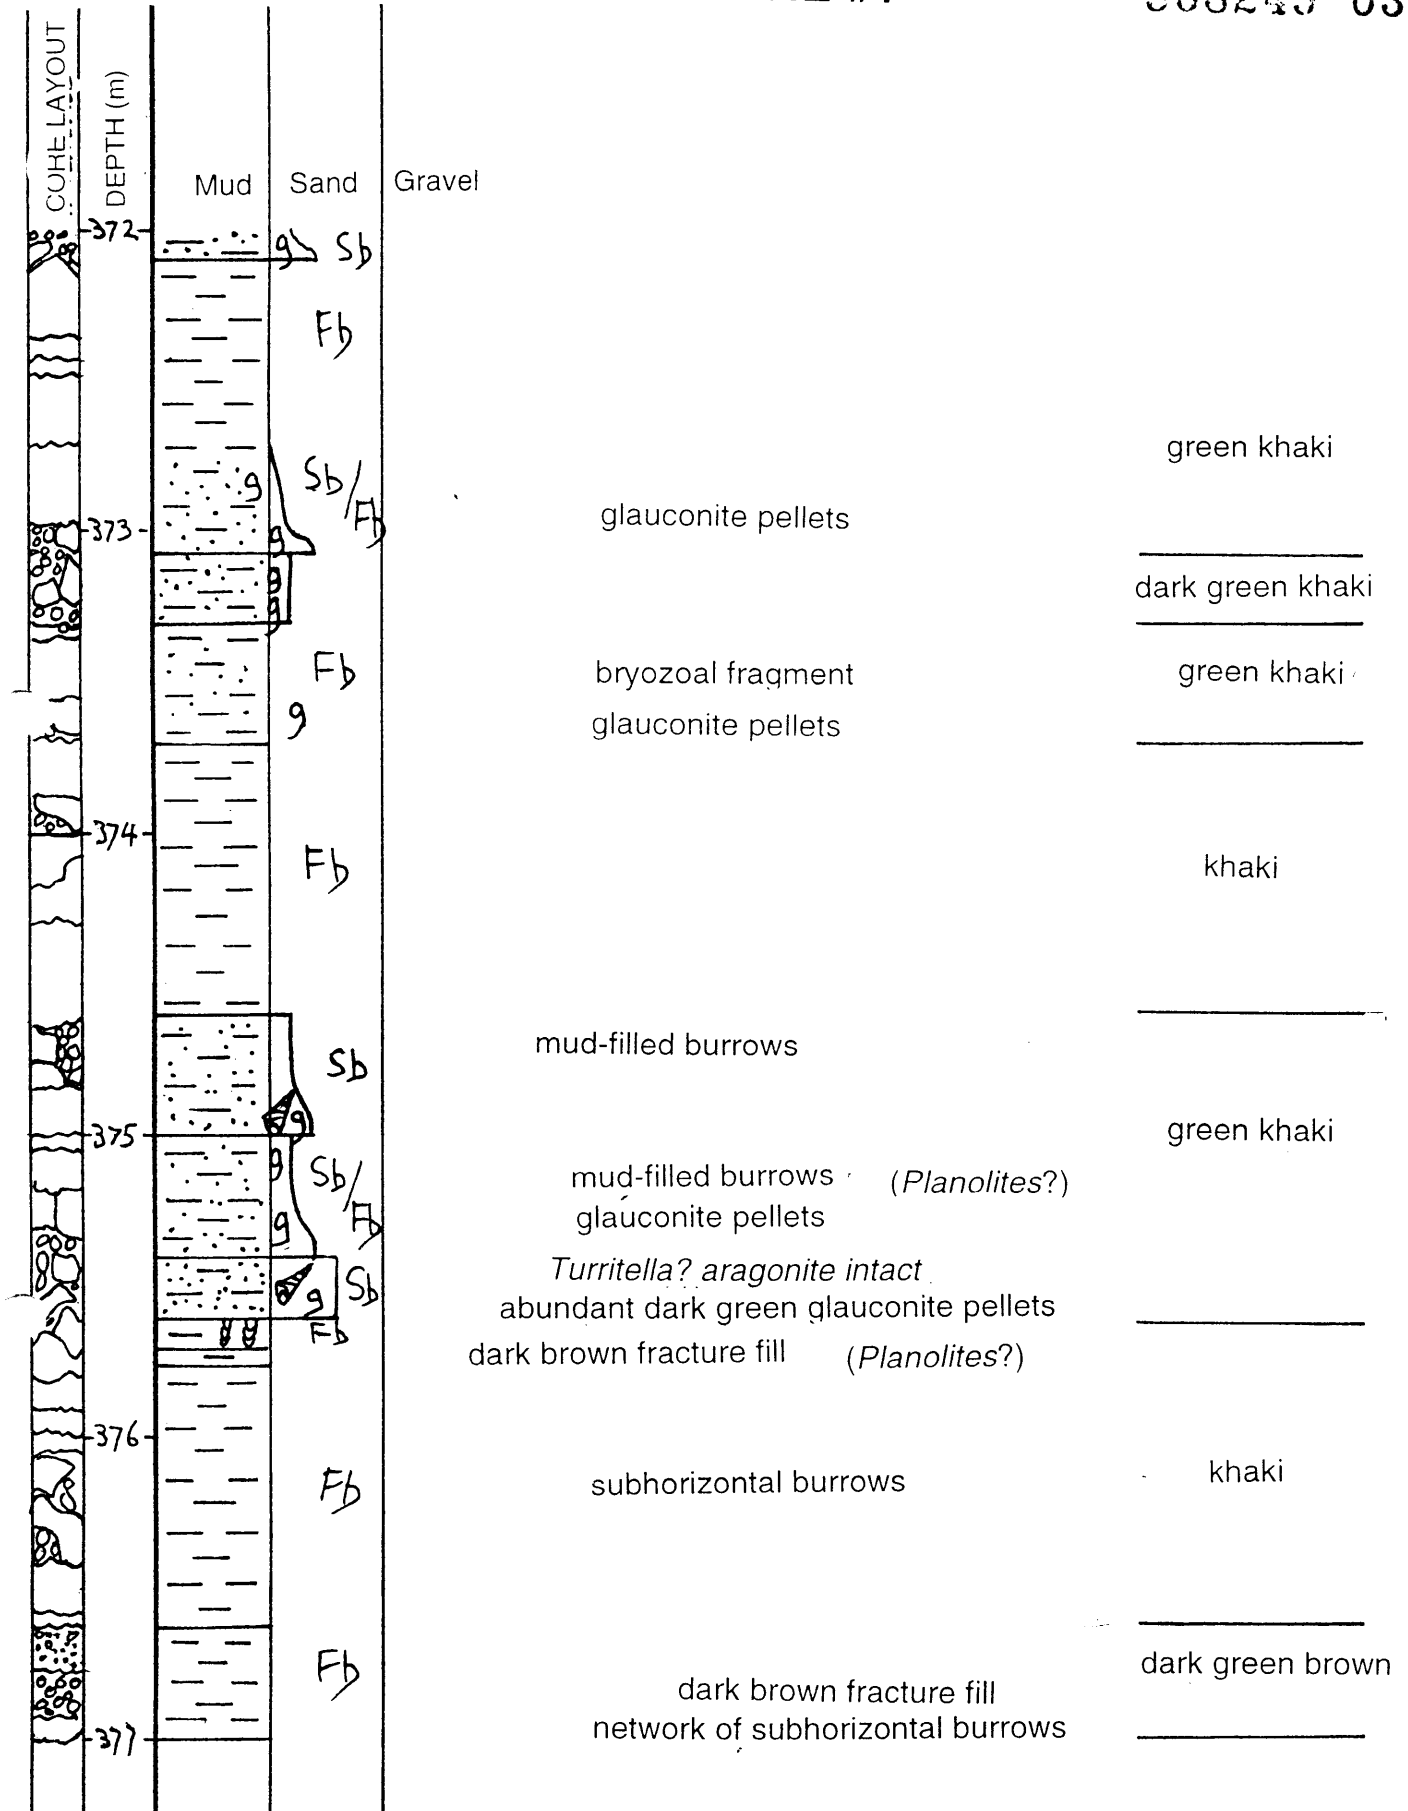 CORE LAYOUT
DEPTH (m)
Mud Sand Gravel
372
g Sb
Fb
green khaki
g Sb/
Fb
glauconite pellets
373
g
g
dark green khaki
g
Fb bryozoal fragment green khaki
g glauconite pellets
374
Fb khaki
mud-filled burrows
Sb
g
375
green khaki
g Sb/
mud-filled burrows (Planolites?)
g Fb
glauconite pellets
Turritella? aragonite intact
Sb
g
abundant dark green glauconite pellets
Fb
dark brown fracture fill (Planolites?)
376
Fb subhorizontal burrows khaki
Fb dark green brown
dark brown fracture fill
network of subhorizontal burrows
377